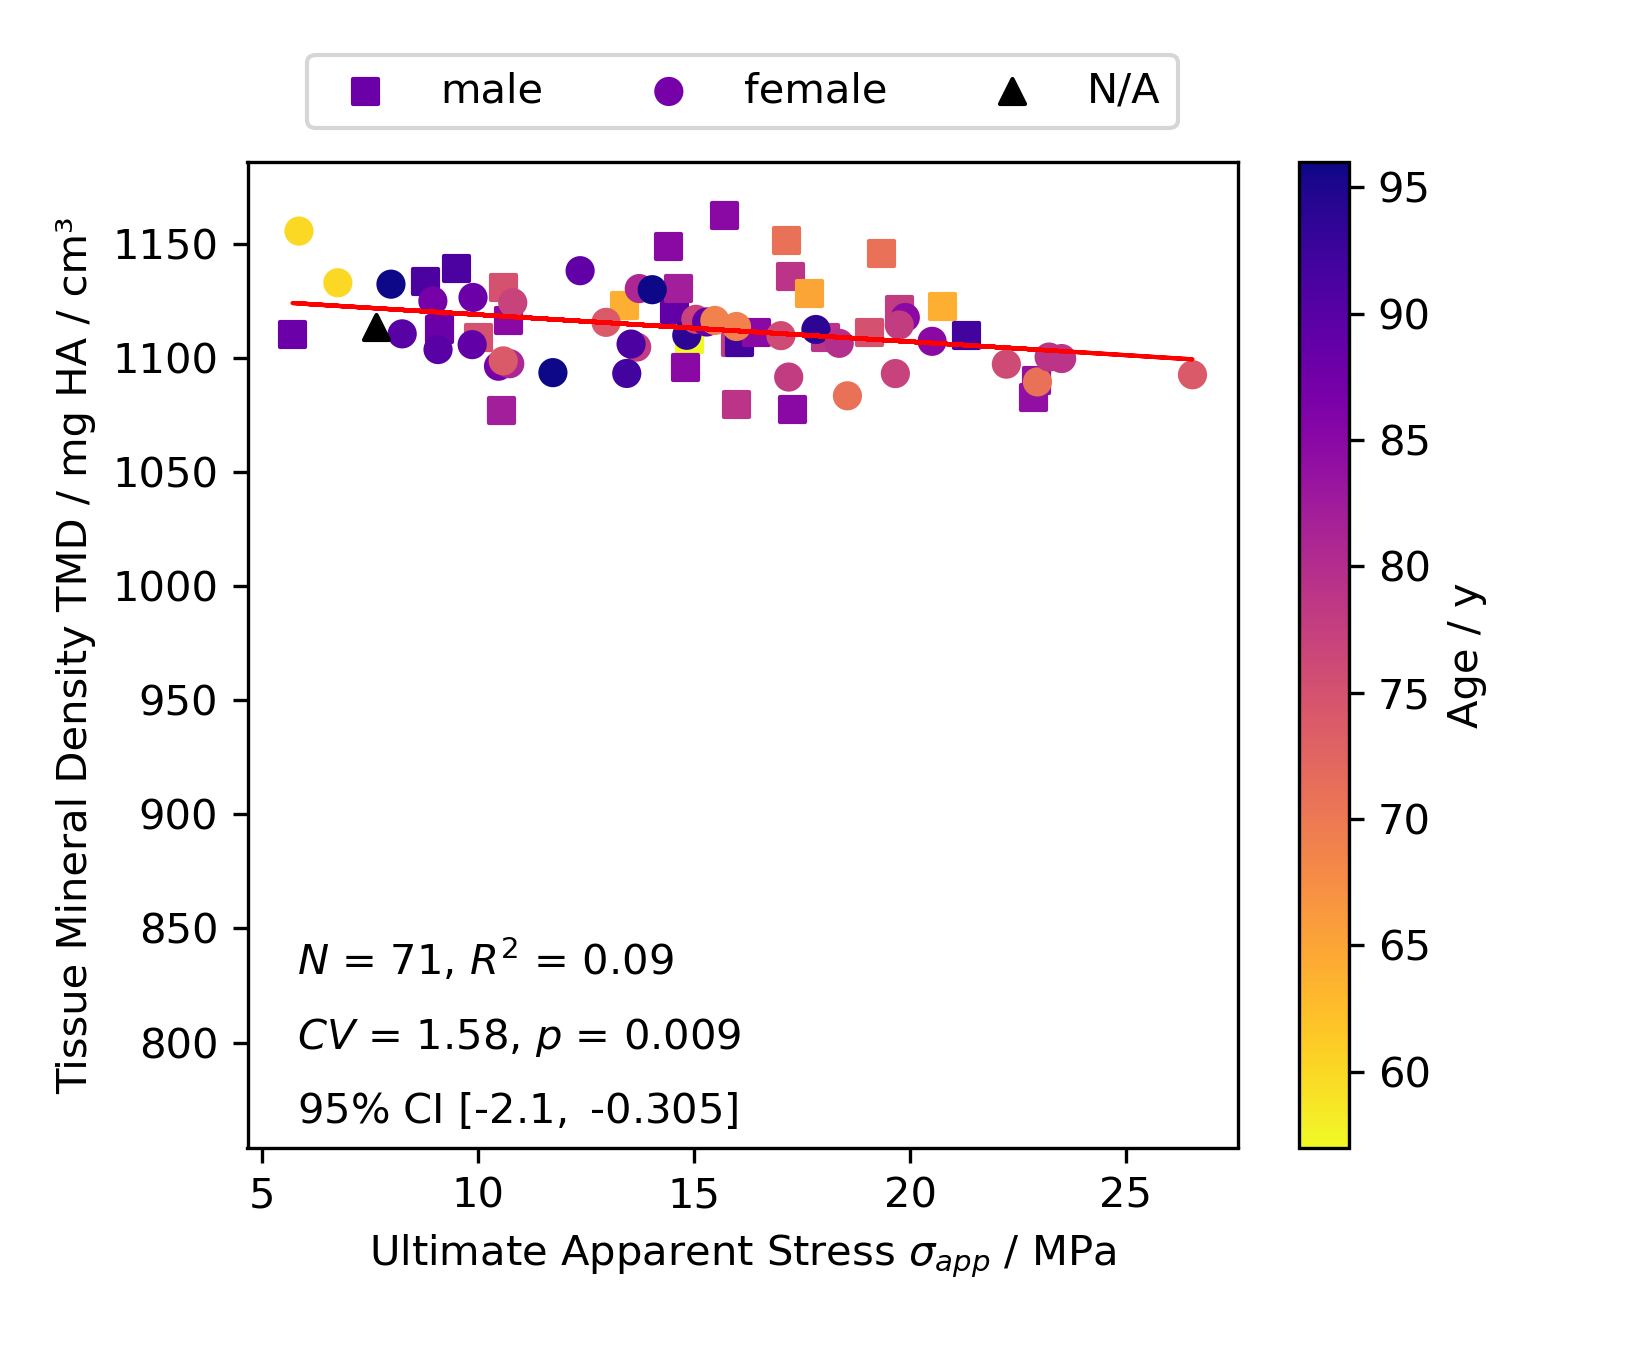 male female N/A
1150
1100
1050
1000
950
900
850
800
Tissue Mineral Density TMD / mg HA / cm³
N = 71, R² = 0.09
CV = 1.58, p = 0.009
95% CI [-2.1, -0.305]
5 10 15 20 25
Ultimate Apparent Stress σapp / MPa
95
90
85
80
75
70
65
60
Age / y